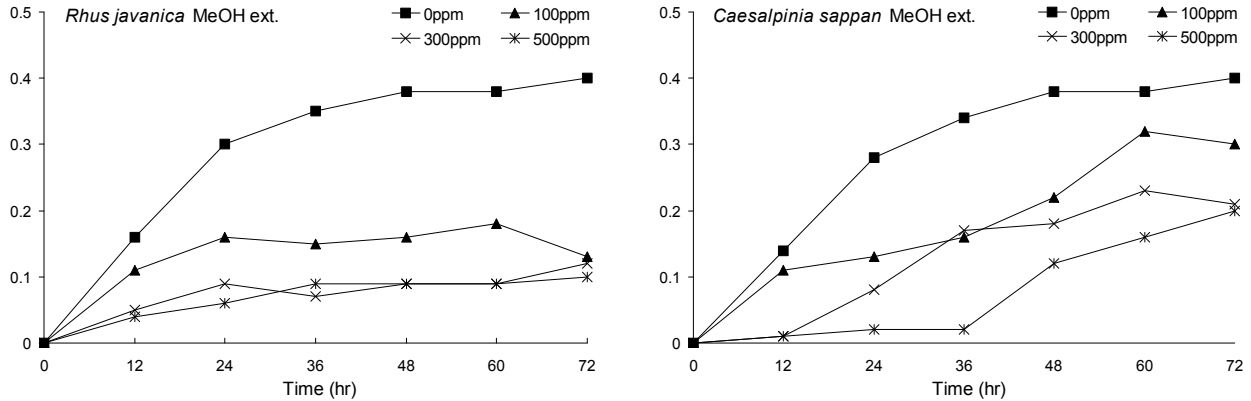 Rhus javanica MeOH ext.
0ppm 100ppm
300ppm 500ppm
0.5
0.4
0.3
0.2
0.1
0
0 12 24 36 48 60 72
Time (hr)
Caesalpinia sappan MeOH ext.
0ppm 100ppm
300ppm 500ppm
0.5
0.4
0.3
0.2
0.1
0
0 12 24 36 48 60 72
Time (hr)